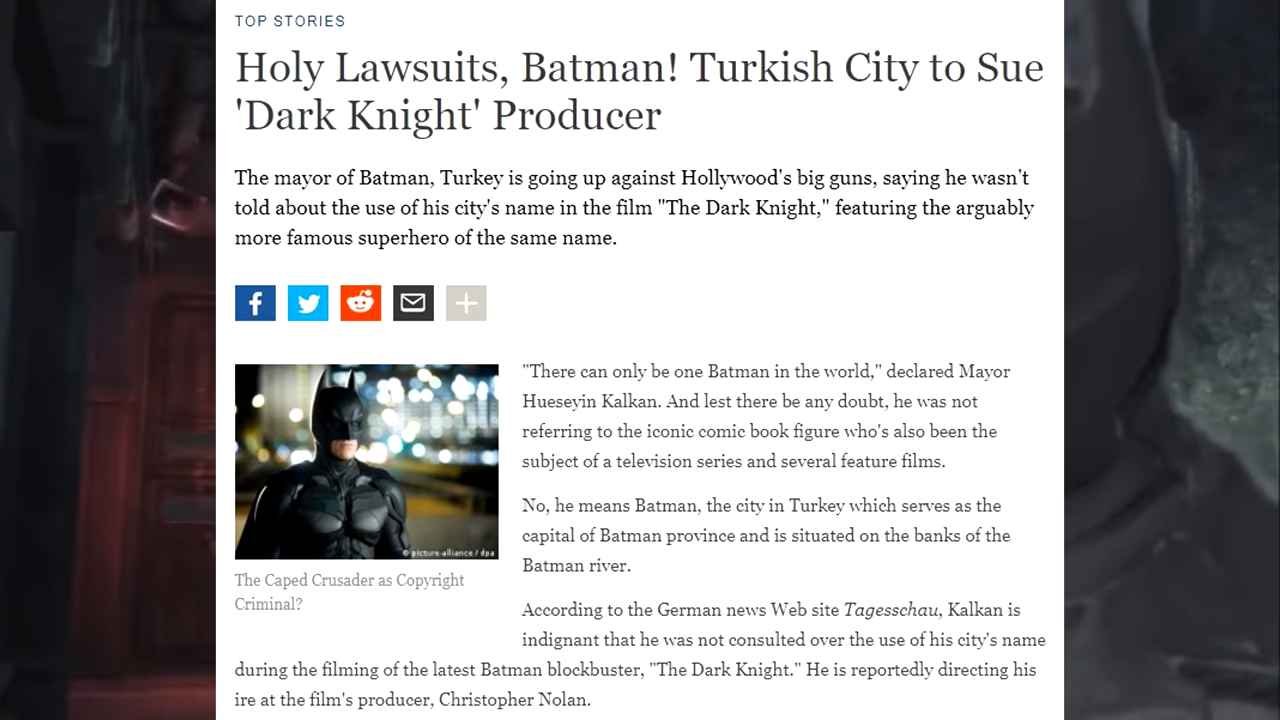 TOP STORIES
Holy Lawsuits, Batman! Turkish City to Sue
'Dark Knight' Producer
The mayor of Batman, Turkey is going up against Hollywood's big guns, saying he wasn't
told about the use of his city's name in the film "The Dark Knight," featuring the arguably
more famous superhero of the same name.
© picture-alliance / dpa
The Caped Crusader as Copyright
Criminal?
"There can only be one Batman in the world," declared Mayor
Hueseyin Kalkan. And lest there be any doubt, he was not
referring to the iconic comic book figure who's also been the
subject of a television series and several feature films.
No, he means Batman, the city in Turkey which serves as the
capital of Batman province and is situated on the banks of the
Batman river.
According to the German news Web site Tagesschau, Kalkan is
indignant that he was not consulted over the use of his city's name
during the filming of the latest Batman blockbuster, "The Dark Knight." He is reportedly directing his
ire at the film's producer, Christopher Nolan.